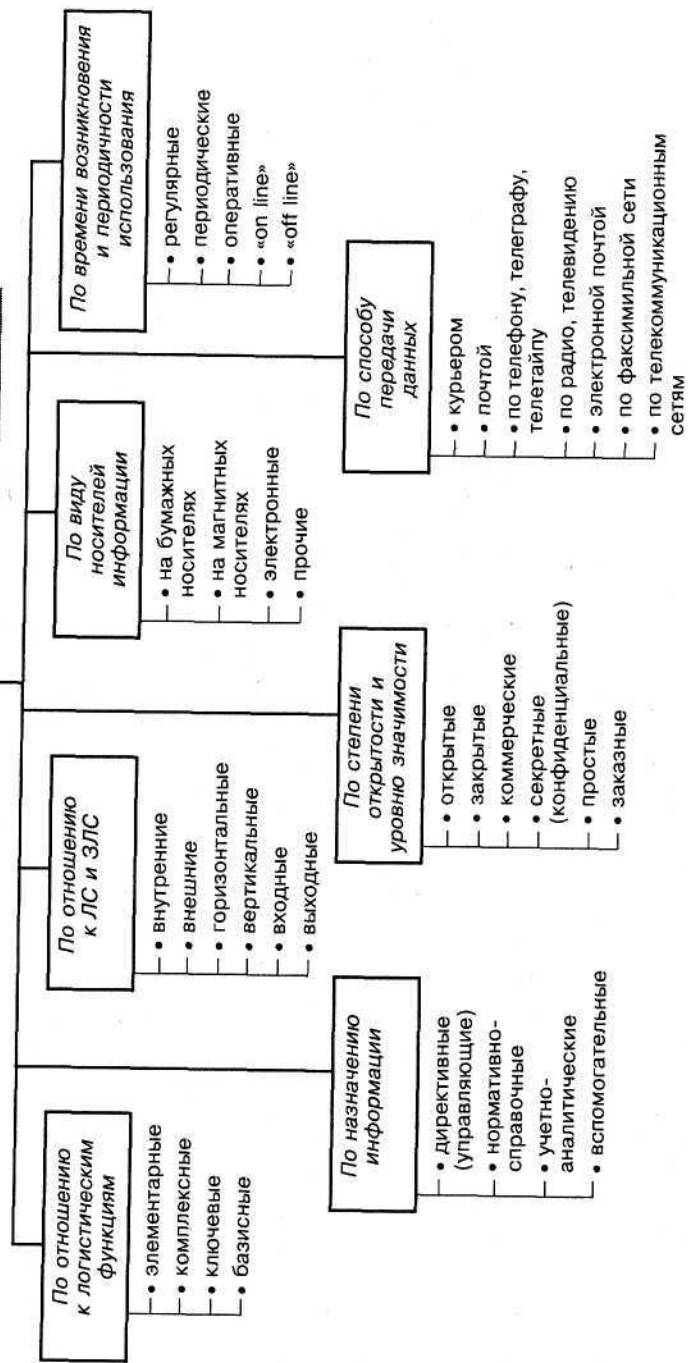 По отношению
к логистическим
функциям
• элементарные
• комплексные
• ключевые
• базисные
По отношению
к ЛС и ЗЛС
• внутренние
• внешние
• горизонтальные
• вертикальные
• входные
• выходные
По виду
носителей
информации
• на бумажных
носителях
• на магнитных
носителях
• электронные
• прочие
По времени возникновения
и периодичности
использования
• регулярные
• периодические
• оперативные
• «on line»
• «off line»
По назначению
информации
• директивные
(управляющие)
• нормативно-
справочные
• учетно-
аналитические
• вспомогательные
По степени
открытости и
уровню значимости
• открытые
• закрытые
• коммерческие
• секретные
(конфиденциальные)
• простые
• заказные
По способу
передачи
данных
• курьером
• почтой
• по телефону, телеграфу,
телетайпу
• по радио, телевидению
• электронной почтой
• по факсимильной сети
• по телекоммуникационным
сетям